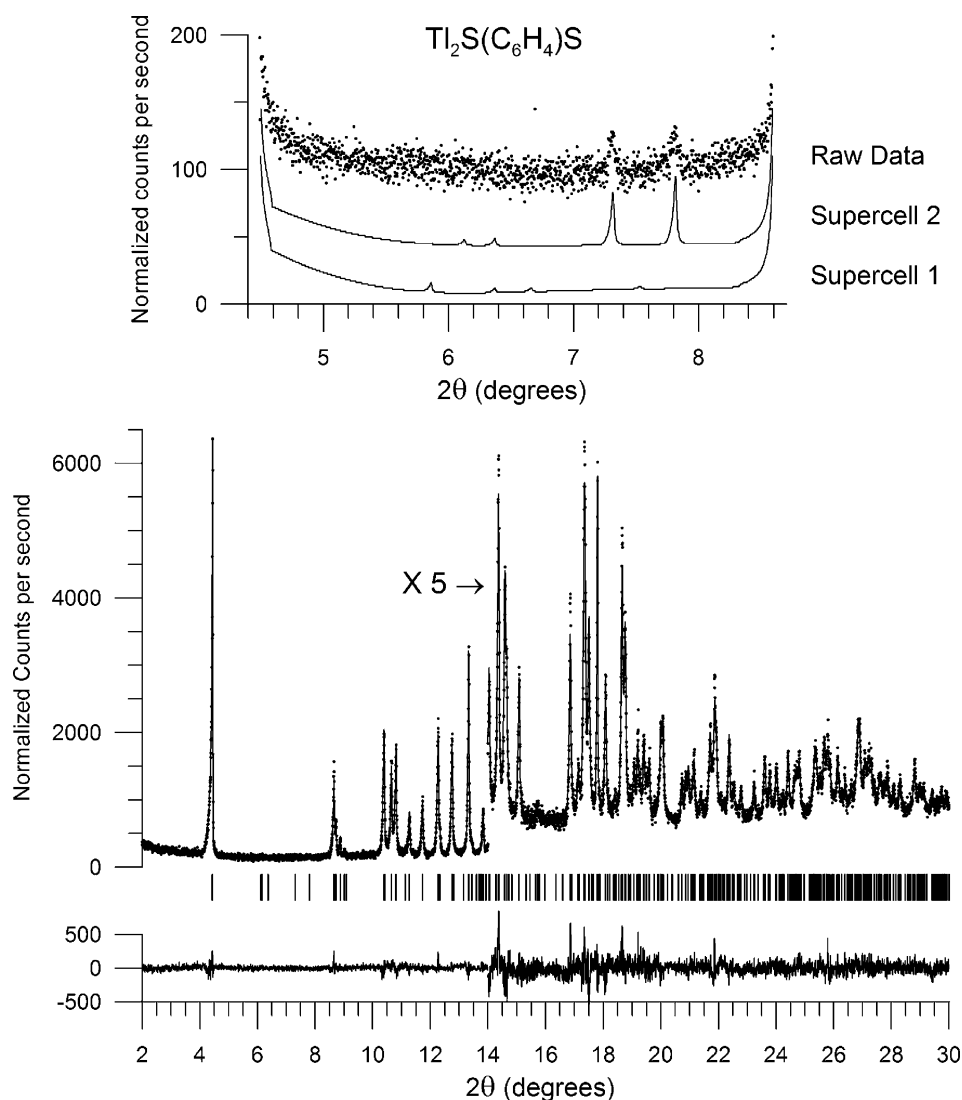 Tl₂S(C₆H₄)S
Normalized counts per second
200
100
0
Raw Data
Supercell 2
Supercell 1
5 6 7 8
2θ (degrees)
Normalized Counts per second
6000
4000
2000
0
X 5 →
500
0
-500
2 4 6 8 10 12 14 16 18 20 22 24 26 28 30
2θ (degrees)